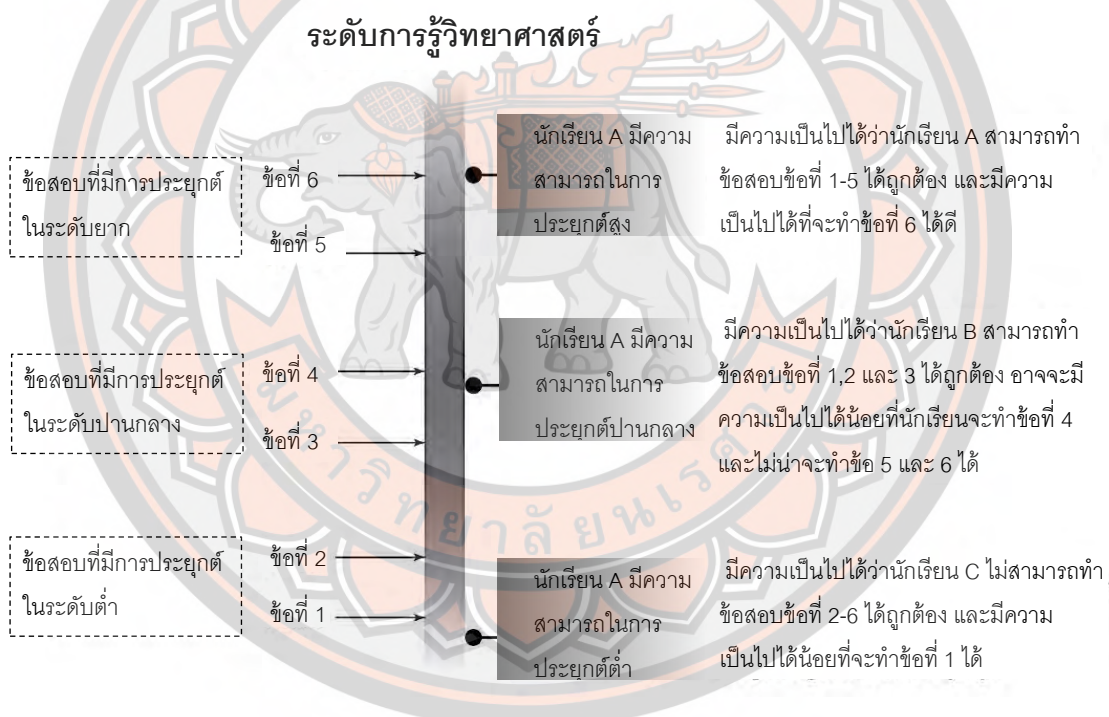 ระดับการรู้วิทยาศาสตร์
ข้อสอบที่มีการประยุกต์
ในระดับยาก
ข้อที่ 6
ข้อที่ 5
นักเรียน A มีความ
สามารถในการ
ประยุกต์สูง
มีความเป็นไปได้ว่านักเรียน A สามารถทำ
ข้อสอบข้อที่ 1-5 ได้ถูกต้อง และมีความ
เป็นไปได้ที่จะทำข้อที่ 6 ได้ดี
ข้อสอบที่มีการประยุกต์
ในระดับปานกลาง
ข้อที่ 4
ข้อที่ 3
นักเรียน A มีความ
สามารถในการ
ประยุกต์ปานกลาง
มีความเป็นไปได้ว่านักเรียน B สามารถทำ
ข้อสอบข้อที่ 1,2 และ 3 ได้ถูกต้อง อาจจะมี
ความเป็นไปได้น้อยที่นักเรียนจะทำข้อที่ 4
และไม่น่าจะทำข้อ 5 และ 6 ได้
ข้อสอบที่มีการประยุกต์
ในระดับต่ำ
ข้อที่ 2
ข้อที่ 1
นักเรียน A มีความ
สามารถในการ
ประยุกต์ต่ำ
มีความเป็นไปได้ว่านักเรียน C ไม่สามารถทำ
ข้อสอบข้อที่ 2-6 ได้ถูกต้อง และมีความ
เป็นไปได้น้อยที่จะทำข้อที่ 1 ได้
มหาวิทยาลัยนเรศวร